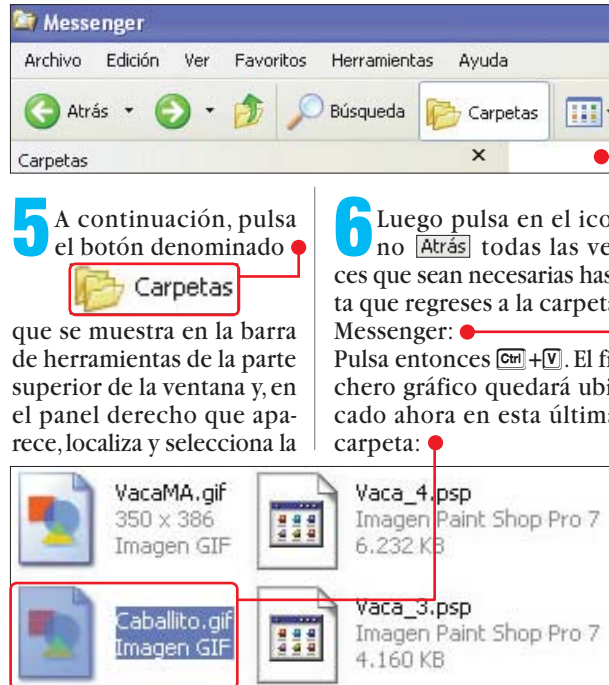 Messenger
Archivo Edición Ver Favoritos Herramientas Ayuda
Atrás Búsqueda Carpetas
Carpetas x
5 A continuación, pulsa
el botón denominado
Carpetas
que se muestra en la barra
de herramientas de la parte
superior de la ventana y, en
el panel derecho que apa-
rece, localiza y selecciona la
6 Luego pulsa en el ico-
no Atrás todas las ve-
ces que sean necesarias has-
ta que regreses a la carpeta
Messenger:
Pulsa entonces Ctrl+V. El fi-
chero gráfico quedará ubi-
cado ahora en esta última
carpeta:
VacaMA.gif
350 x 386
Imagen GIF
Vaca_4.psp
Imagen Paint Shop Pro 7
6.232 KB
Caballito.gif
Imagen GIF
Vaca_3.psp
Imagen Paint Shop Pro 7
4.160 KB